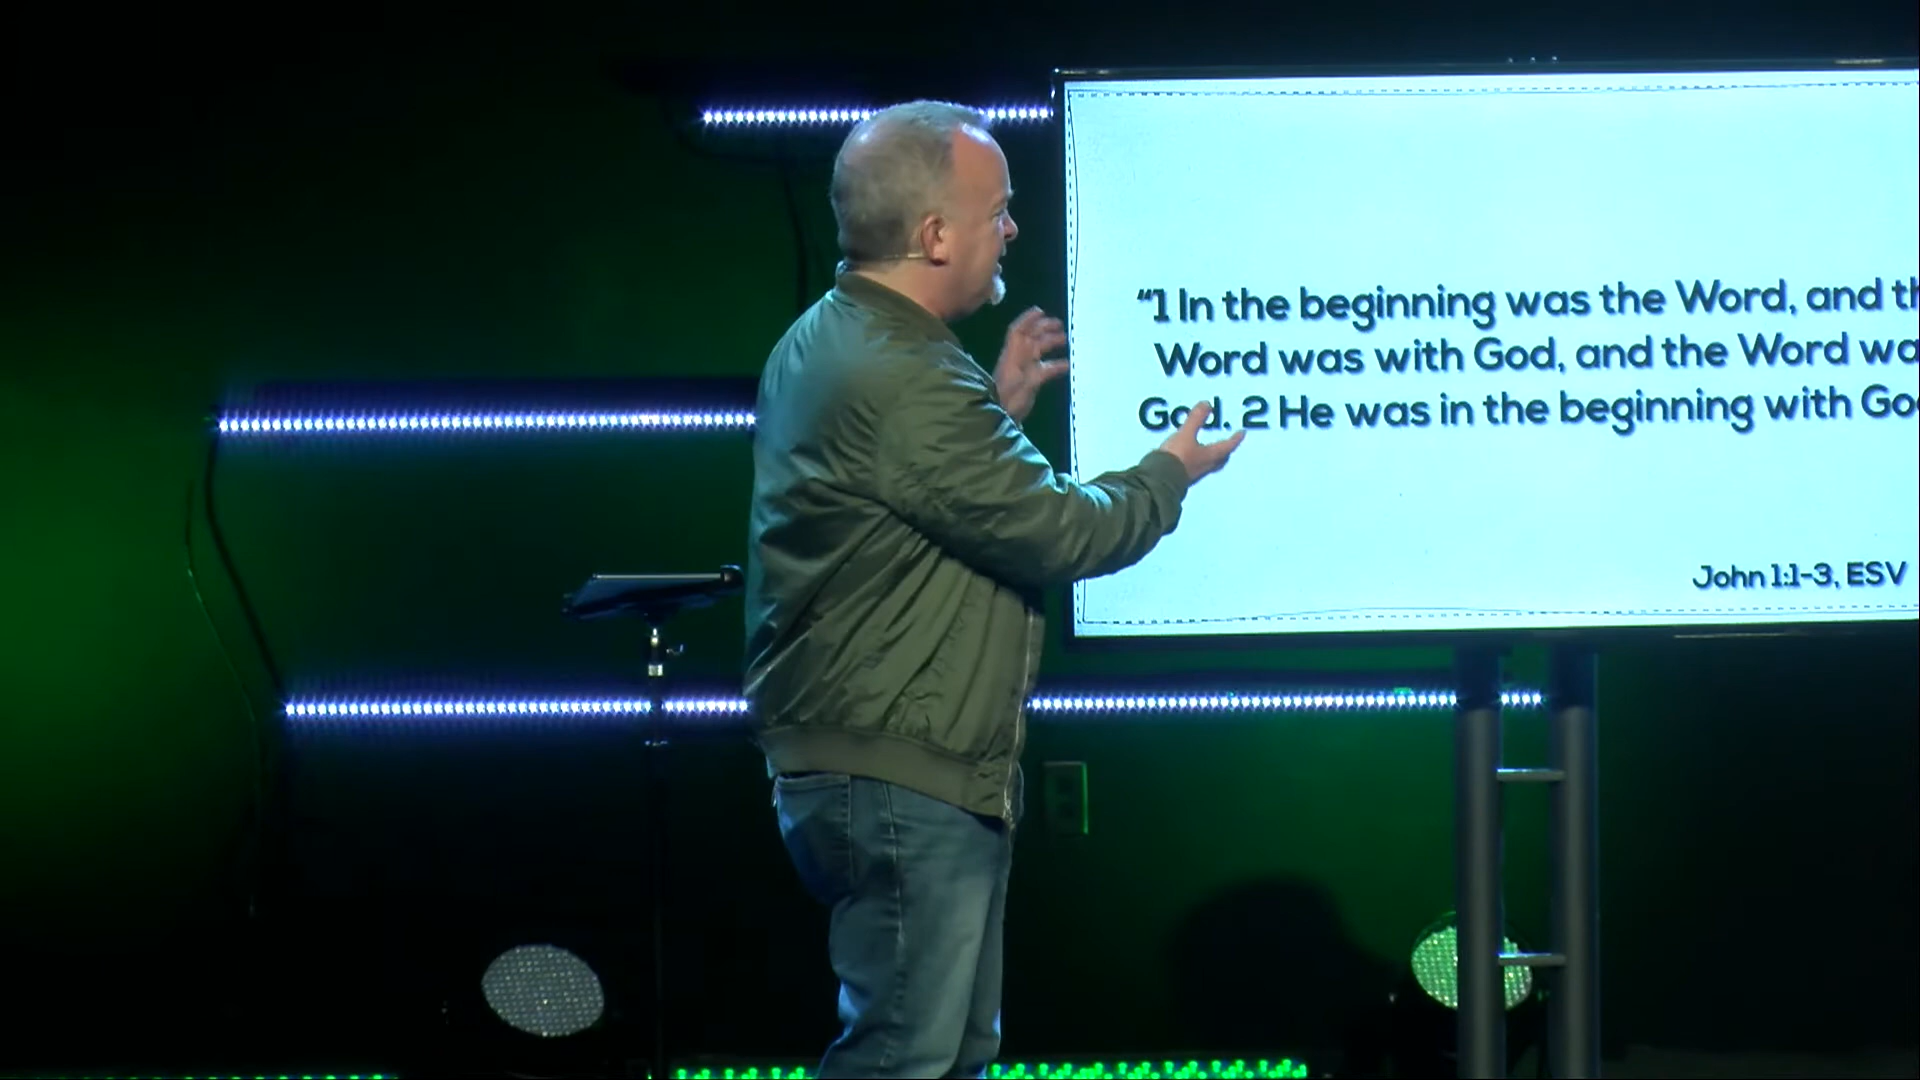 “1 In the beginning was the Word, and th
Word was with God, and the Word wa
God. 2 He was in the beginning with Go
John 1:1-3, ESV